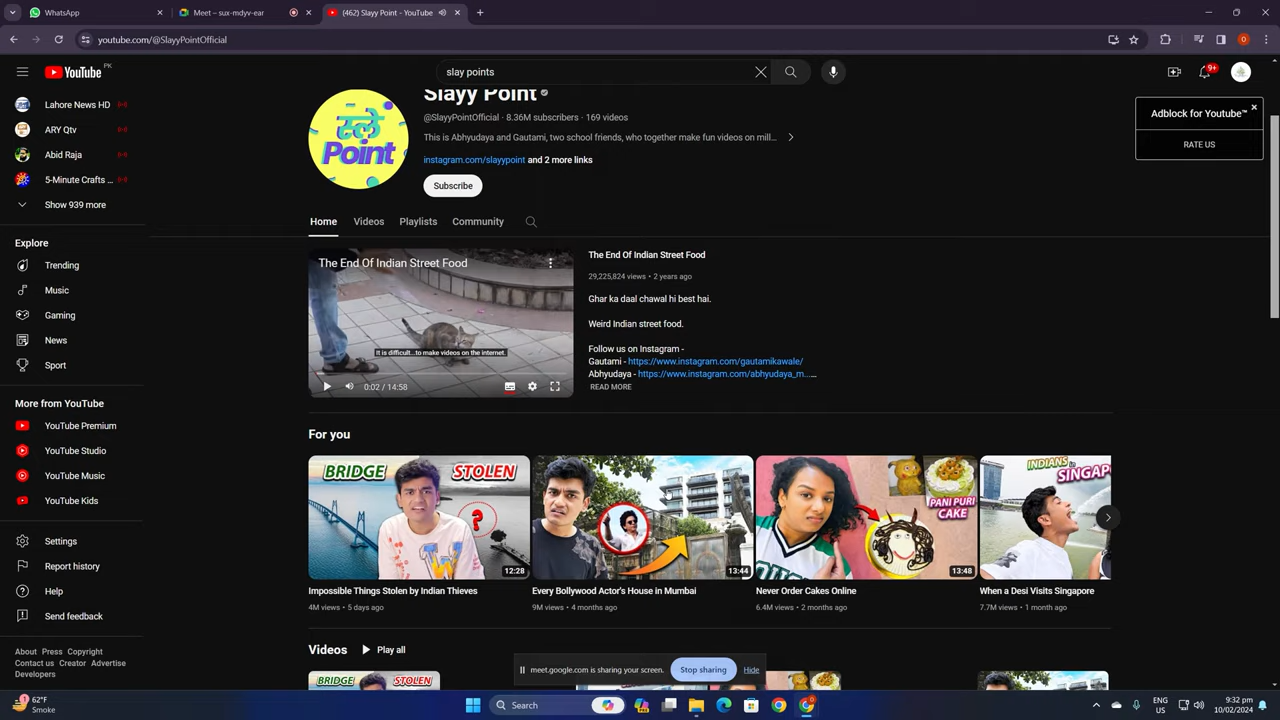 WhatsApp
Meet – sux-mdyv-ear
(462) Slayy Point - YouTube
youtube.com/@SlayyPointOfficial
YouTube PK
slay points
9+
Lahore News HD
ARY Qtv
Abid Raja
5-Minute Crafts ...
Show 939 more
Explore
Trending
Music
Gaming
News
Sport
More from YouTube
YouTube Premium
YouTube Studio
YouTube Music
YouTube Kids
Settings
Report history
Help
Send feedback
About Press Copyright
Contact us Creator Advertise
Developers
स्ले
Point
Slayy Point
@SlayyPointOfficial · 8.36M subscribers · 169 videos
This is Abhyudaya and Gautami, two school friends, who together make fun videos on mill...
instagram.com/slayypoint and 2 more links
Subscribe
Adblock for Youtube™
RATE US
Home Videos Playlists Community
The End Of Indian Street Food
It is difficult...to make videos on the internet.
0:02 / 14:58
The End Of Indian Street Food
29,225,824 views • 2 years ago
Ghar ka daal chawal hi best hai.
Weird Indian street food.
Follow us on Instagram -
Gautami - https://www.instagram.com/gautamikawale/
Abhyudaya - https://www.instagram.com/abhyudaya_m...…
READ MORE
For you
BRIDGE STOLEN
?
12:28
13:44
PANI PURI
CAKE
13:48
INDIANS in
SINGAP
Impossible Things Stolen by Indian Thieves
4M views • 5 days ago
Every Bollywood Actor's House in Mumbai
9M views • 4 months ago
Never Order Cakes Online
6.4M views • 2 months ago
When a Desi Visits Singapore
7.7M views • 1 month ago
Videos Play all
BRIDGE STOLEN
meet.google.com is sharing your screen. Stop sharing Hide
62°F
Smoke
Search
ENG
US
9:32 pm
10/02/2024